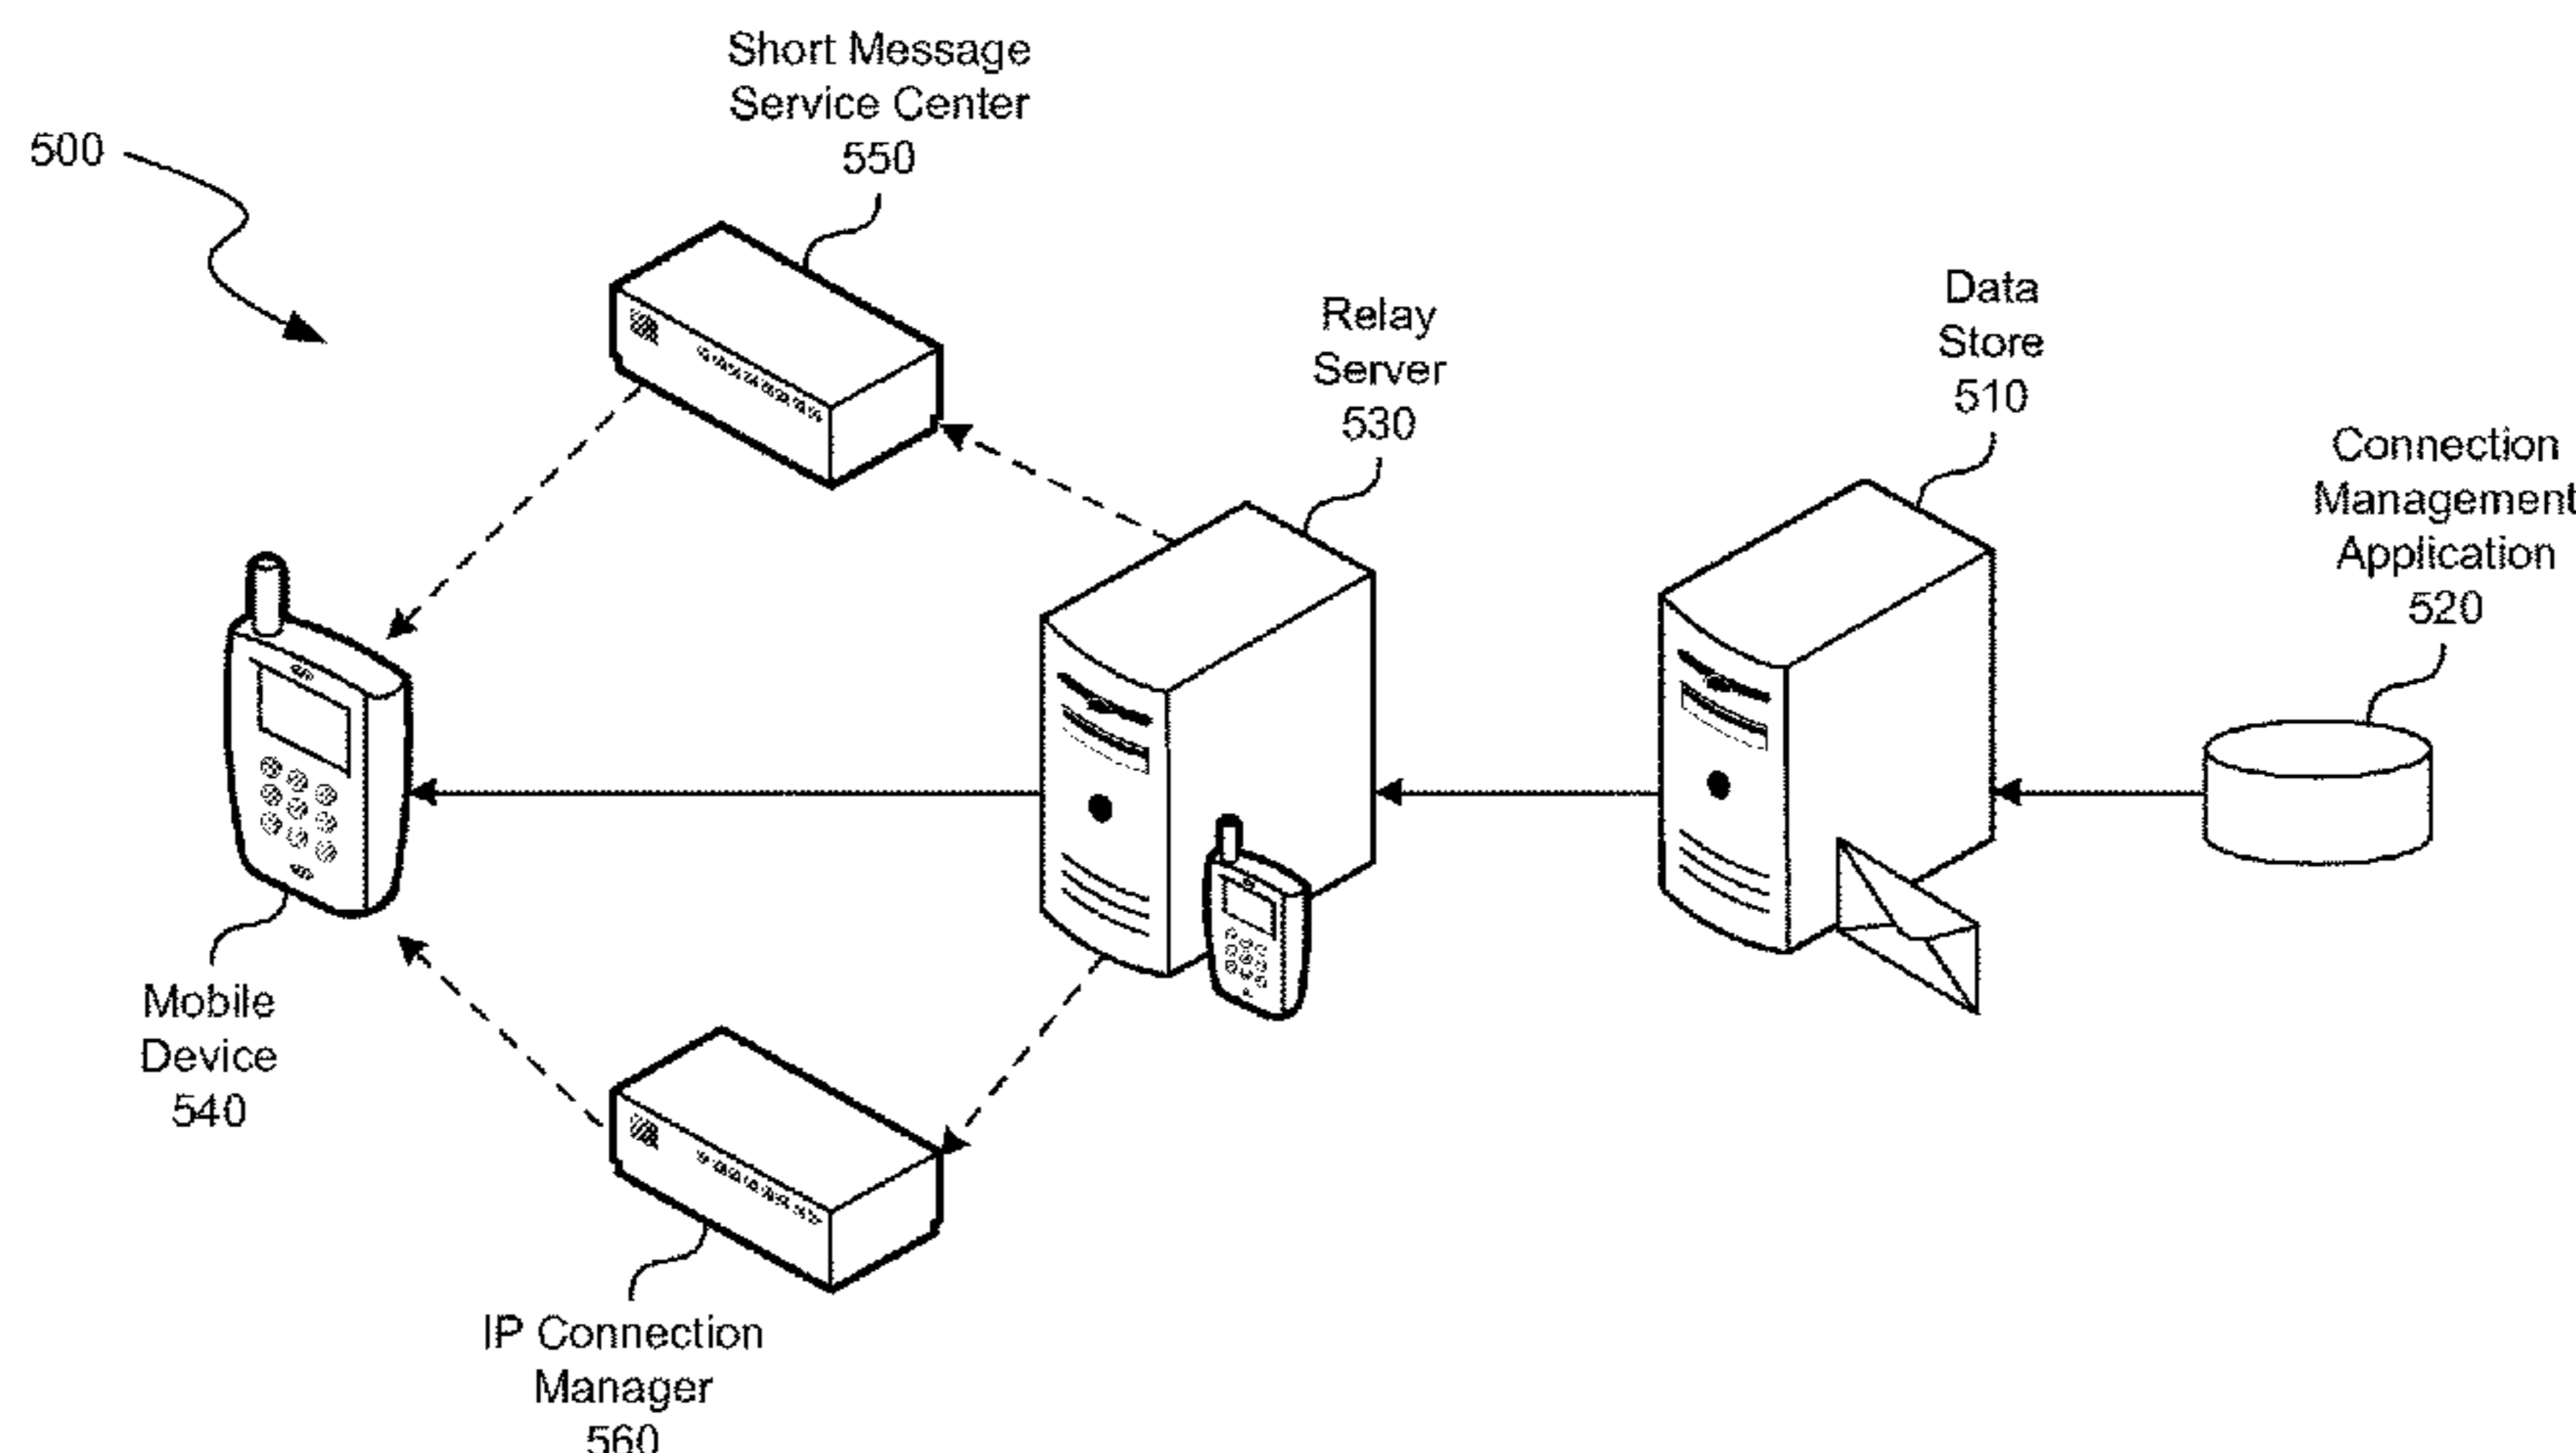 Short Message
Service Center
550
500
Relay
Server
530
Data
Store
510
Connection
Management
Application
520
Mobile
Device
540
IP Connection
Manager
560